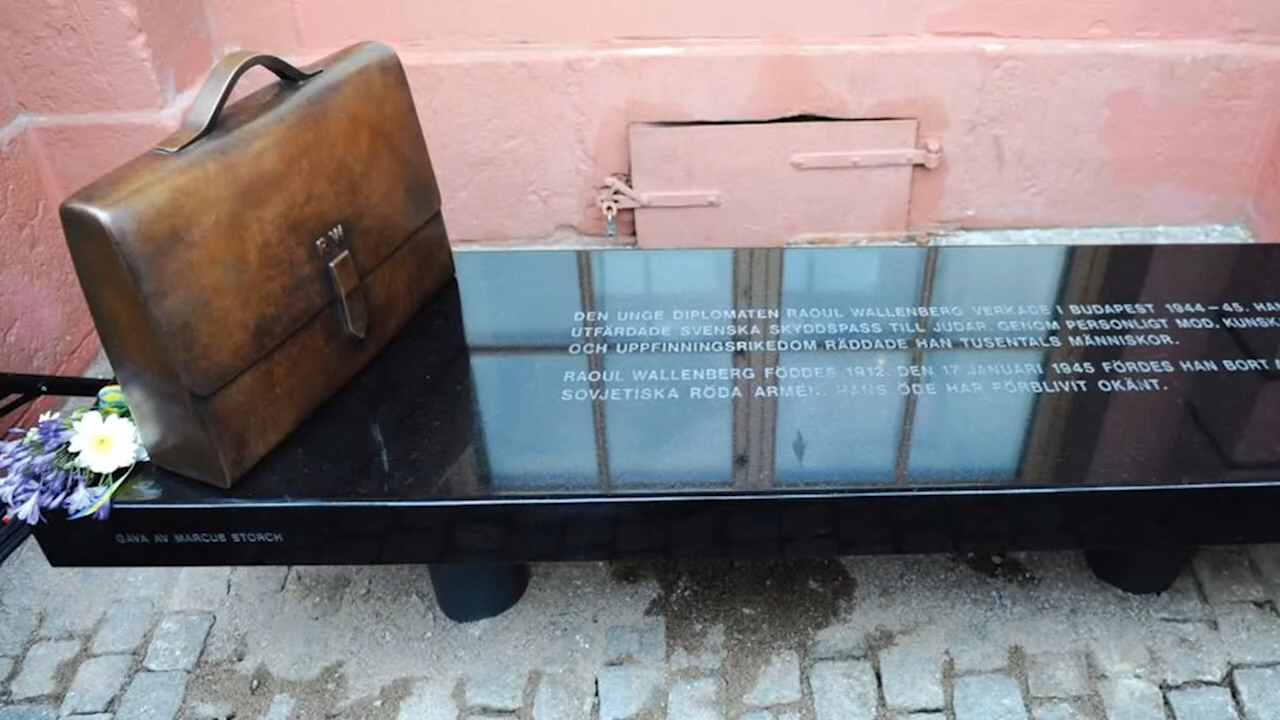 R W
DEN UNGE DIPLOMATEN RAOUL WALLENBERG VERKADE I BUDAPEST 1944-45. HAN
UTFÄRDADE SVENSKA SKYDDSPASS TILL JUDAR. GENOM PERSONLIGT MOD,
OCH UPPFINNINGSRIKEDOM RÄDDADE HAN TUSENTALS MÄNNISKOR.
RAOUL WALLENBERG FÖDDES 1912. DEN 17 JANUARI 1945 FÖRDES HAN BORT
SOVJETISKA RÖDA ARMÉN. HANS ÖDE HAR FÖRBLIVIT OKÄNT.
GÅVA AV MARCUS STORCH